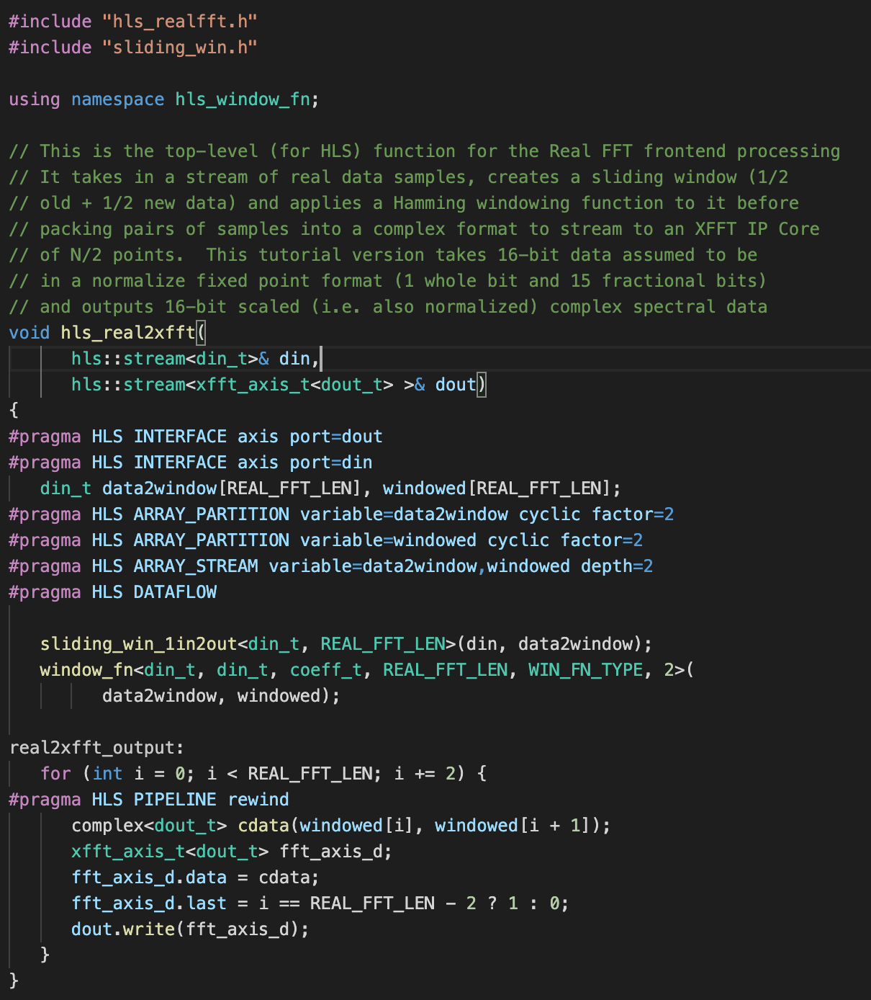 #include "hls_realfft.h"
#include "sliding_win.h"

using namespace hls_window_fn;

// This is the top-level (for HLS) function for the Real FFT frontend processing
// It takes in a stream of real data samples, creates a sliding window (1/2
// old + 1/2 new data) and applies a Hamming windowing function to it before
// packing pairs of samples into a complex format to stream to an XFFT IP Core
// of N/2 points.  This tutorial version takes 16-bit data assumed to be
// in a normalize fixed point format (1 whole bit and 15 fractional bits)
// and outputs 16-bit scaled (i.e. also normalized) complex spectral data
void hls_real2xfft(
      hls::stream<din_t>& din,
      hls::stream<xfft_axis_t<dout_t> >& dout)
{
#pragma HLS INTERFACE axis port=dout
#pragma HLS INTERFACE axis port=din
   din_t data2window[REAL_FFT_LEN], windowed[REAL_FFT_LEN];
#pragma HLS ARRAY_PARTITION variable=data2window cyclic factor=2
#pragma HLS ARRAY_PARTITION variable=windowed cyclic factor=2
#pragma HLS ARRAY_STREAM variable=data2window,windowed depth=2
#pragma HLS DATAFLOW

   sliding_win_1in2out<din_t, REAL_FFT_LEN>(din, data2window);
   window_fn<din_t, din_t, coeff_t, REAL_FFT_LEN, WIN_FN_TYPE, 2>(
         data2window, windowed);

real2xfft_output:
   for (int i = 0; i < REAL_FFT_LEN; i += 2) {
#pragma HLS PIPELINE rewind
      complex<dout_t> cdata(windowed[i], windowed[i + 1]);
      xfft_axis_t<dout_t> fft_axis_d;
      fft_axis_d.data = cdata;
      fft_axis_d.last = i == REAL_FFT_LEN - 2 ? 1 : 0;
      dout.write(fft_axis_d);
   }
}